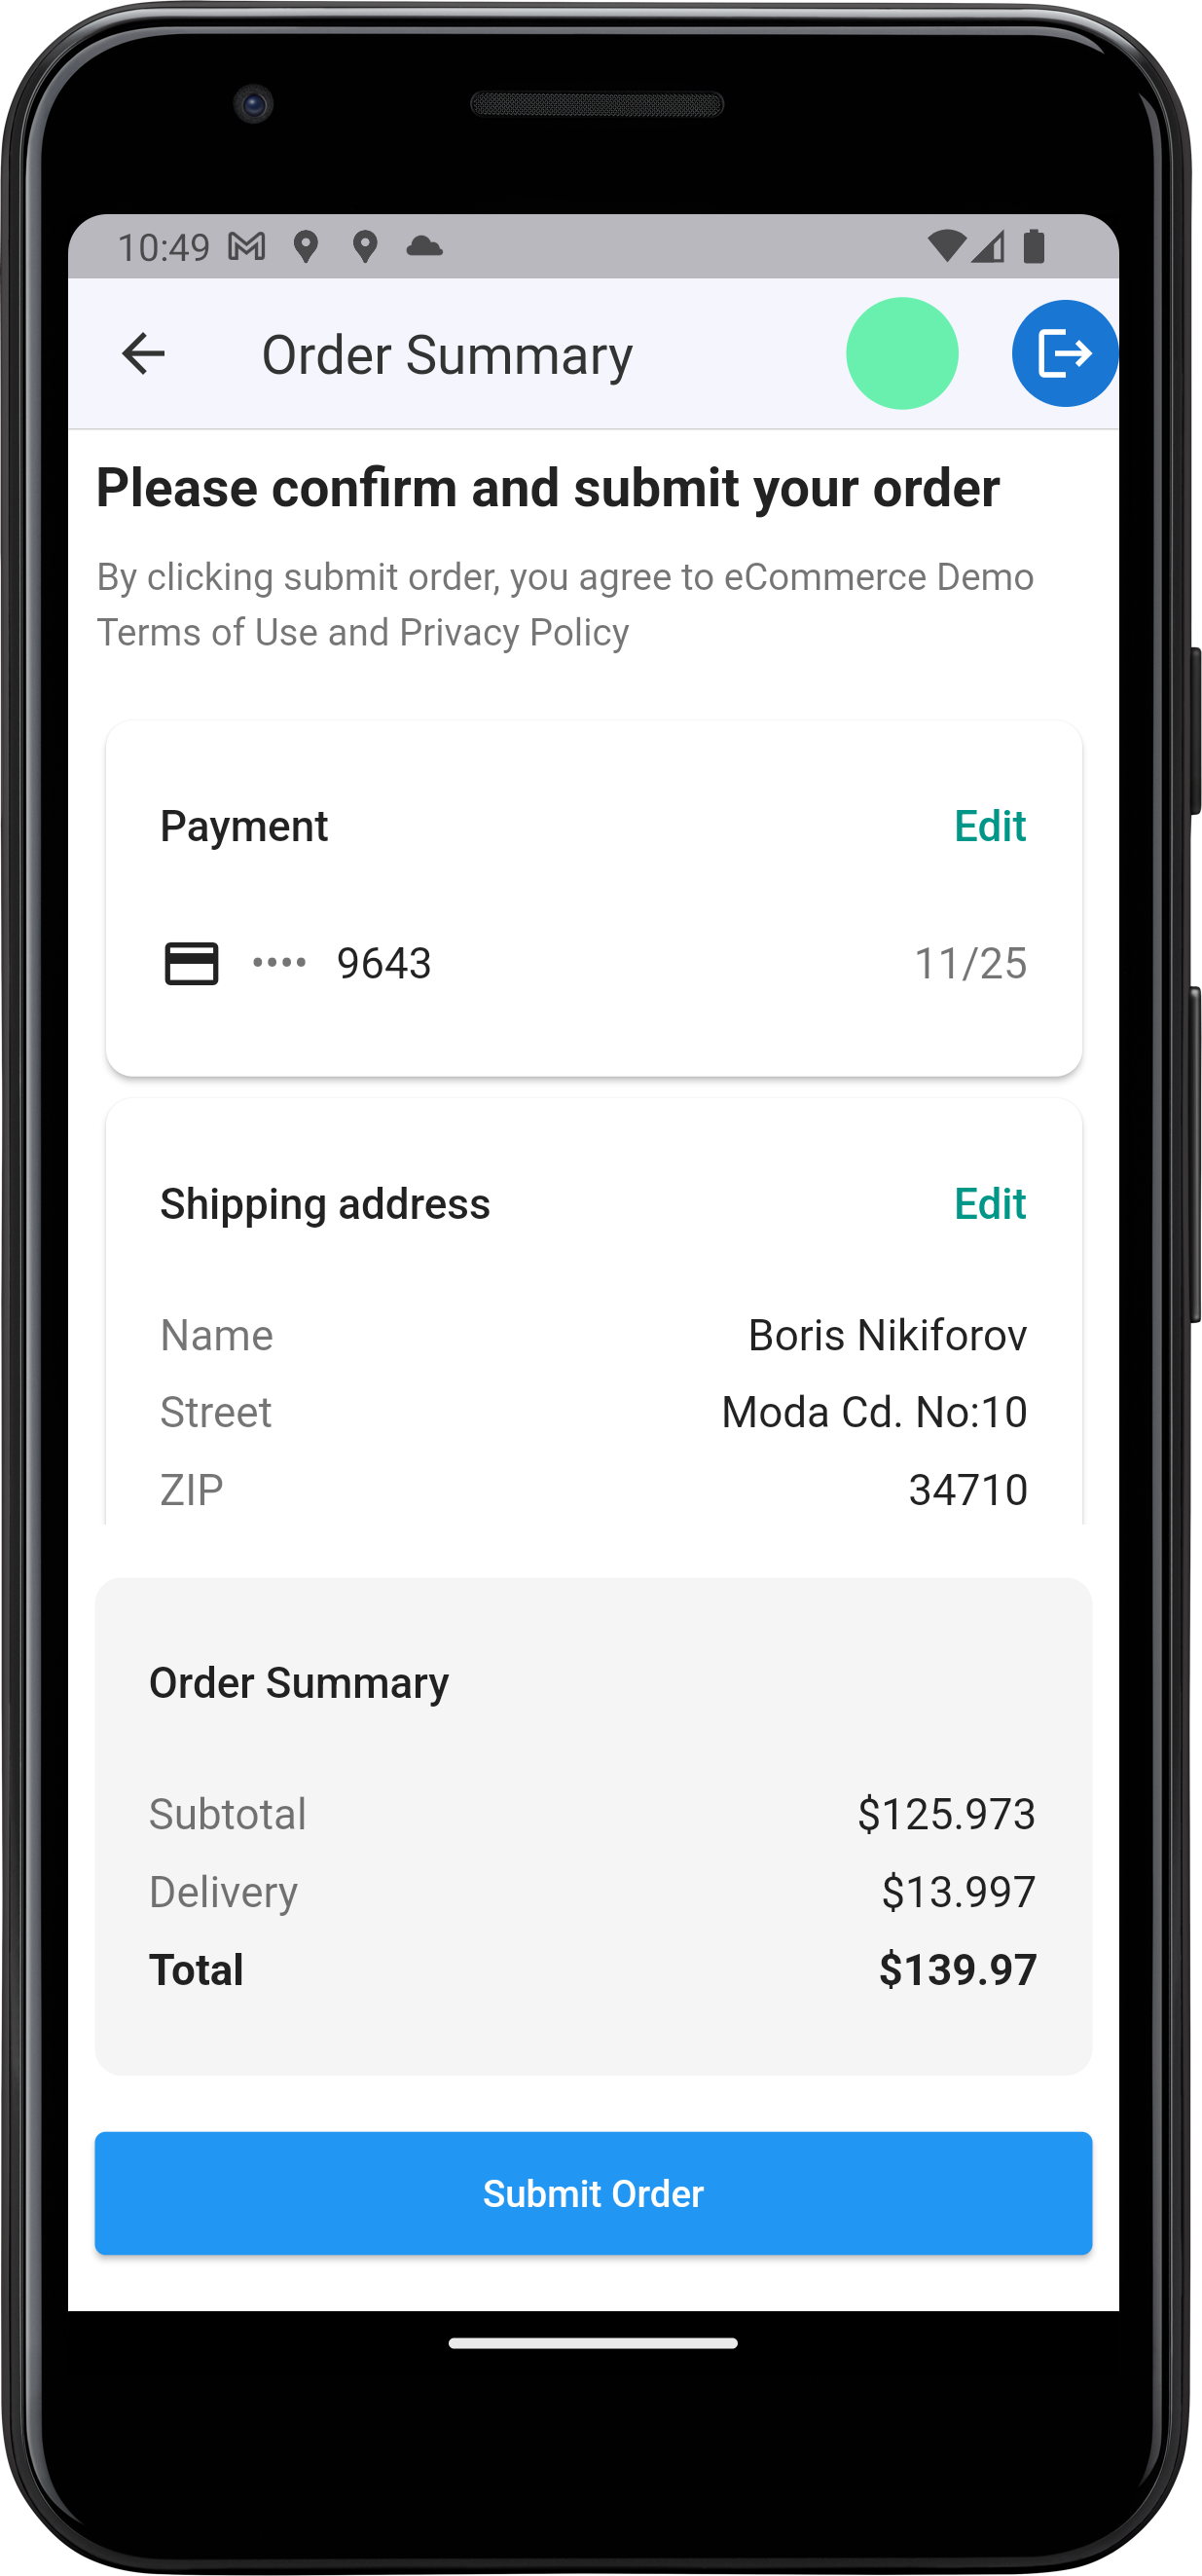 10:49
Order Summary
Please confirm and submit your order
By clicking submit order, you agree to eCommerce Demo
Terms of Use and Privacy Policy
Payment Edit
•••• 9643 11/25
Shipping address Edit
Name Boris Nikiforov
Street Moda Cd. No:10
ZIP 34710
Order Summary
Subtotal $125.973
Delivery $13.997
Total $139.97
Submit Order